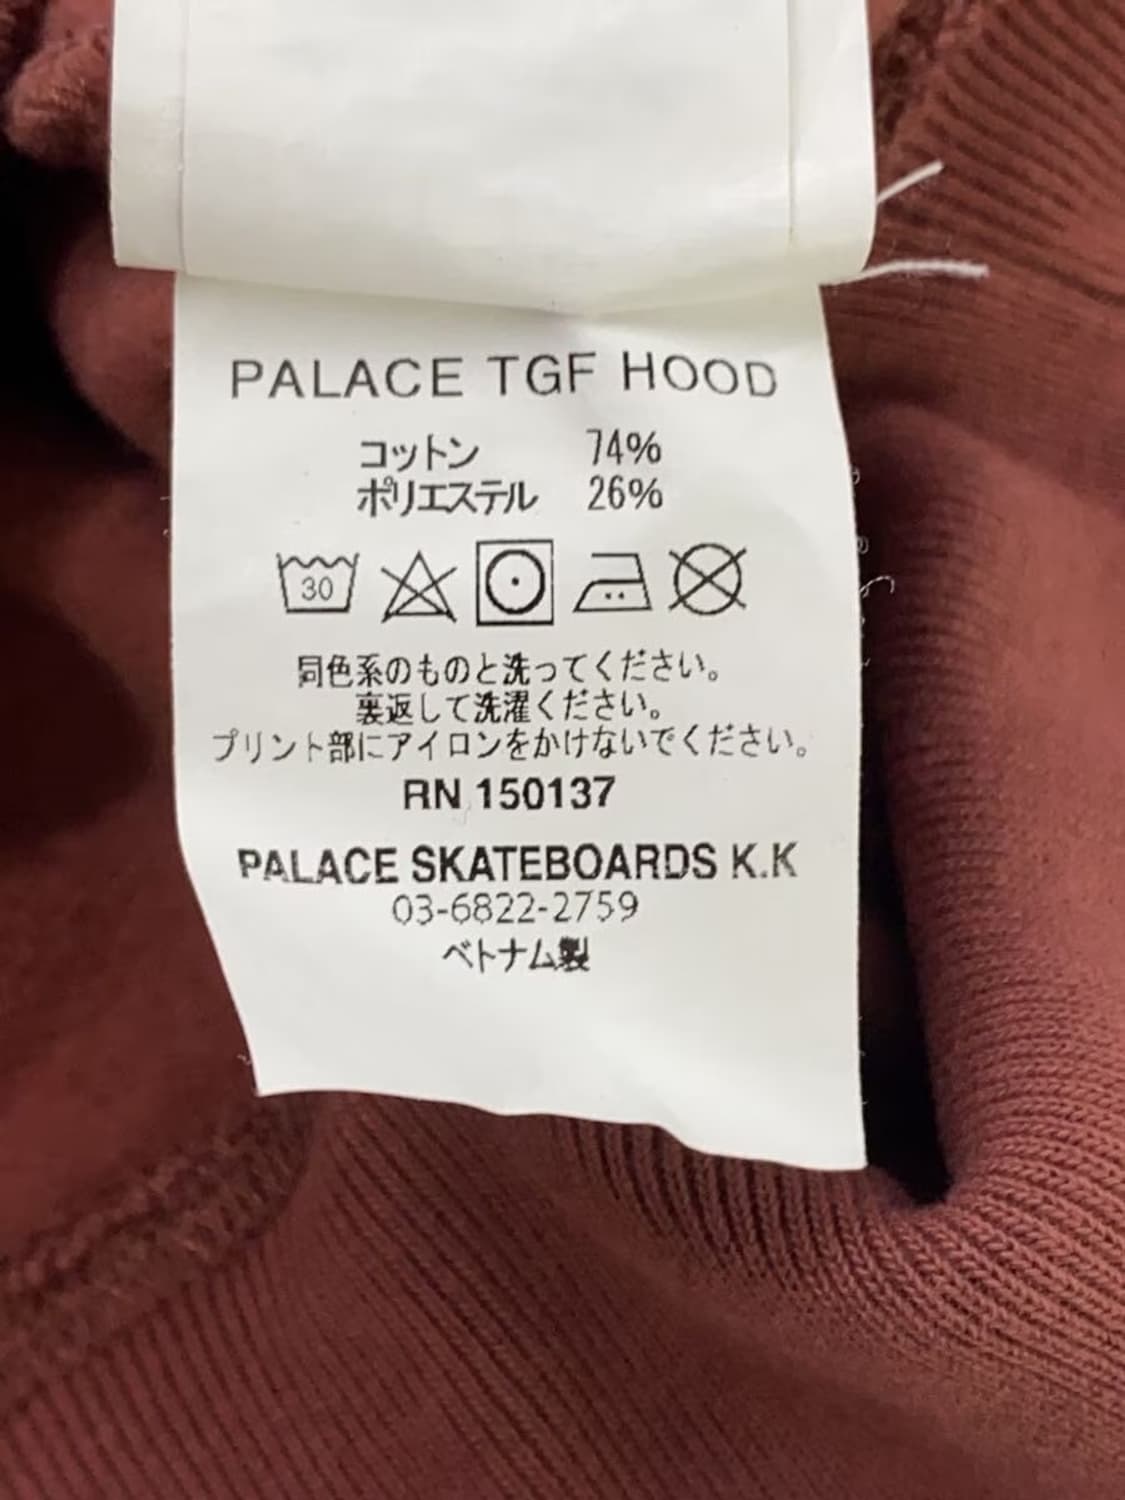 PALACE TGF HOOD
コットン 74%
ポリエステル 26%
30
同色系のものと洗ってください。
裏返して洗濯ください。
プリント部にアイロンをかけないでください。
RN 150137
PALACE SKATEBOARDS K.K
03-6822-2759
ベトナム製